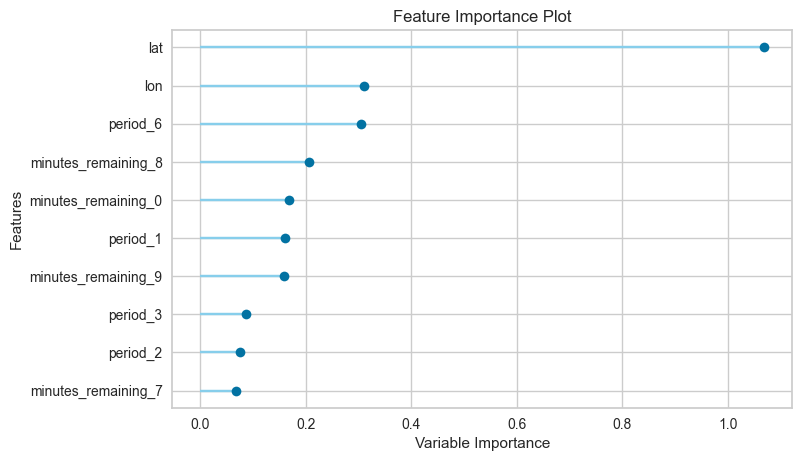 Feature Importance Plot
lat
lon
period_6
minutes_remaining_8
minutes_remaining_0
period_1
minutes_remaining_9
period_3
period_2
minutes_remaining_7
Features
0.0 0.2 0.4 0.6 0.8 1.0
Variable Importance